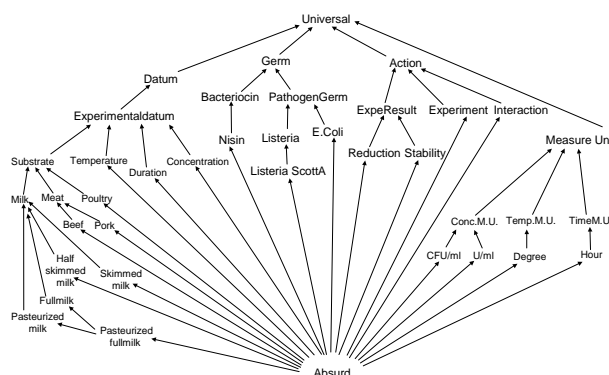 Universal
Germ
Action
Datum
Bacteriocin
PathogenGerm
Experimentaldatum
ExpeResult
Experiment
Interaction
Nisin
Listeria
E.Coli
Measure Un
Substrate
Temperature
Duration
Concentration
Listeria ScottA
Reduction
Stability
Milk
Meat
Poultry
Beef
Pork
Conc.M.U.
Temp.M.U.
TimeM.U.
Half
skimmed
milk
Skimmed
milk
CFU/ml
U/ml
Degree
Hour
Fullmilk
Pasteurized
milk
Pasteurized
fullmilk
Absurd